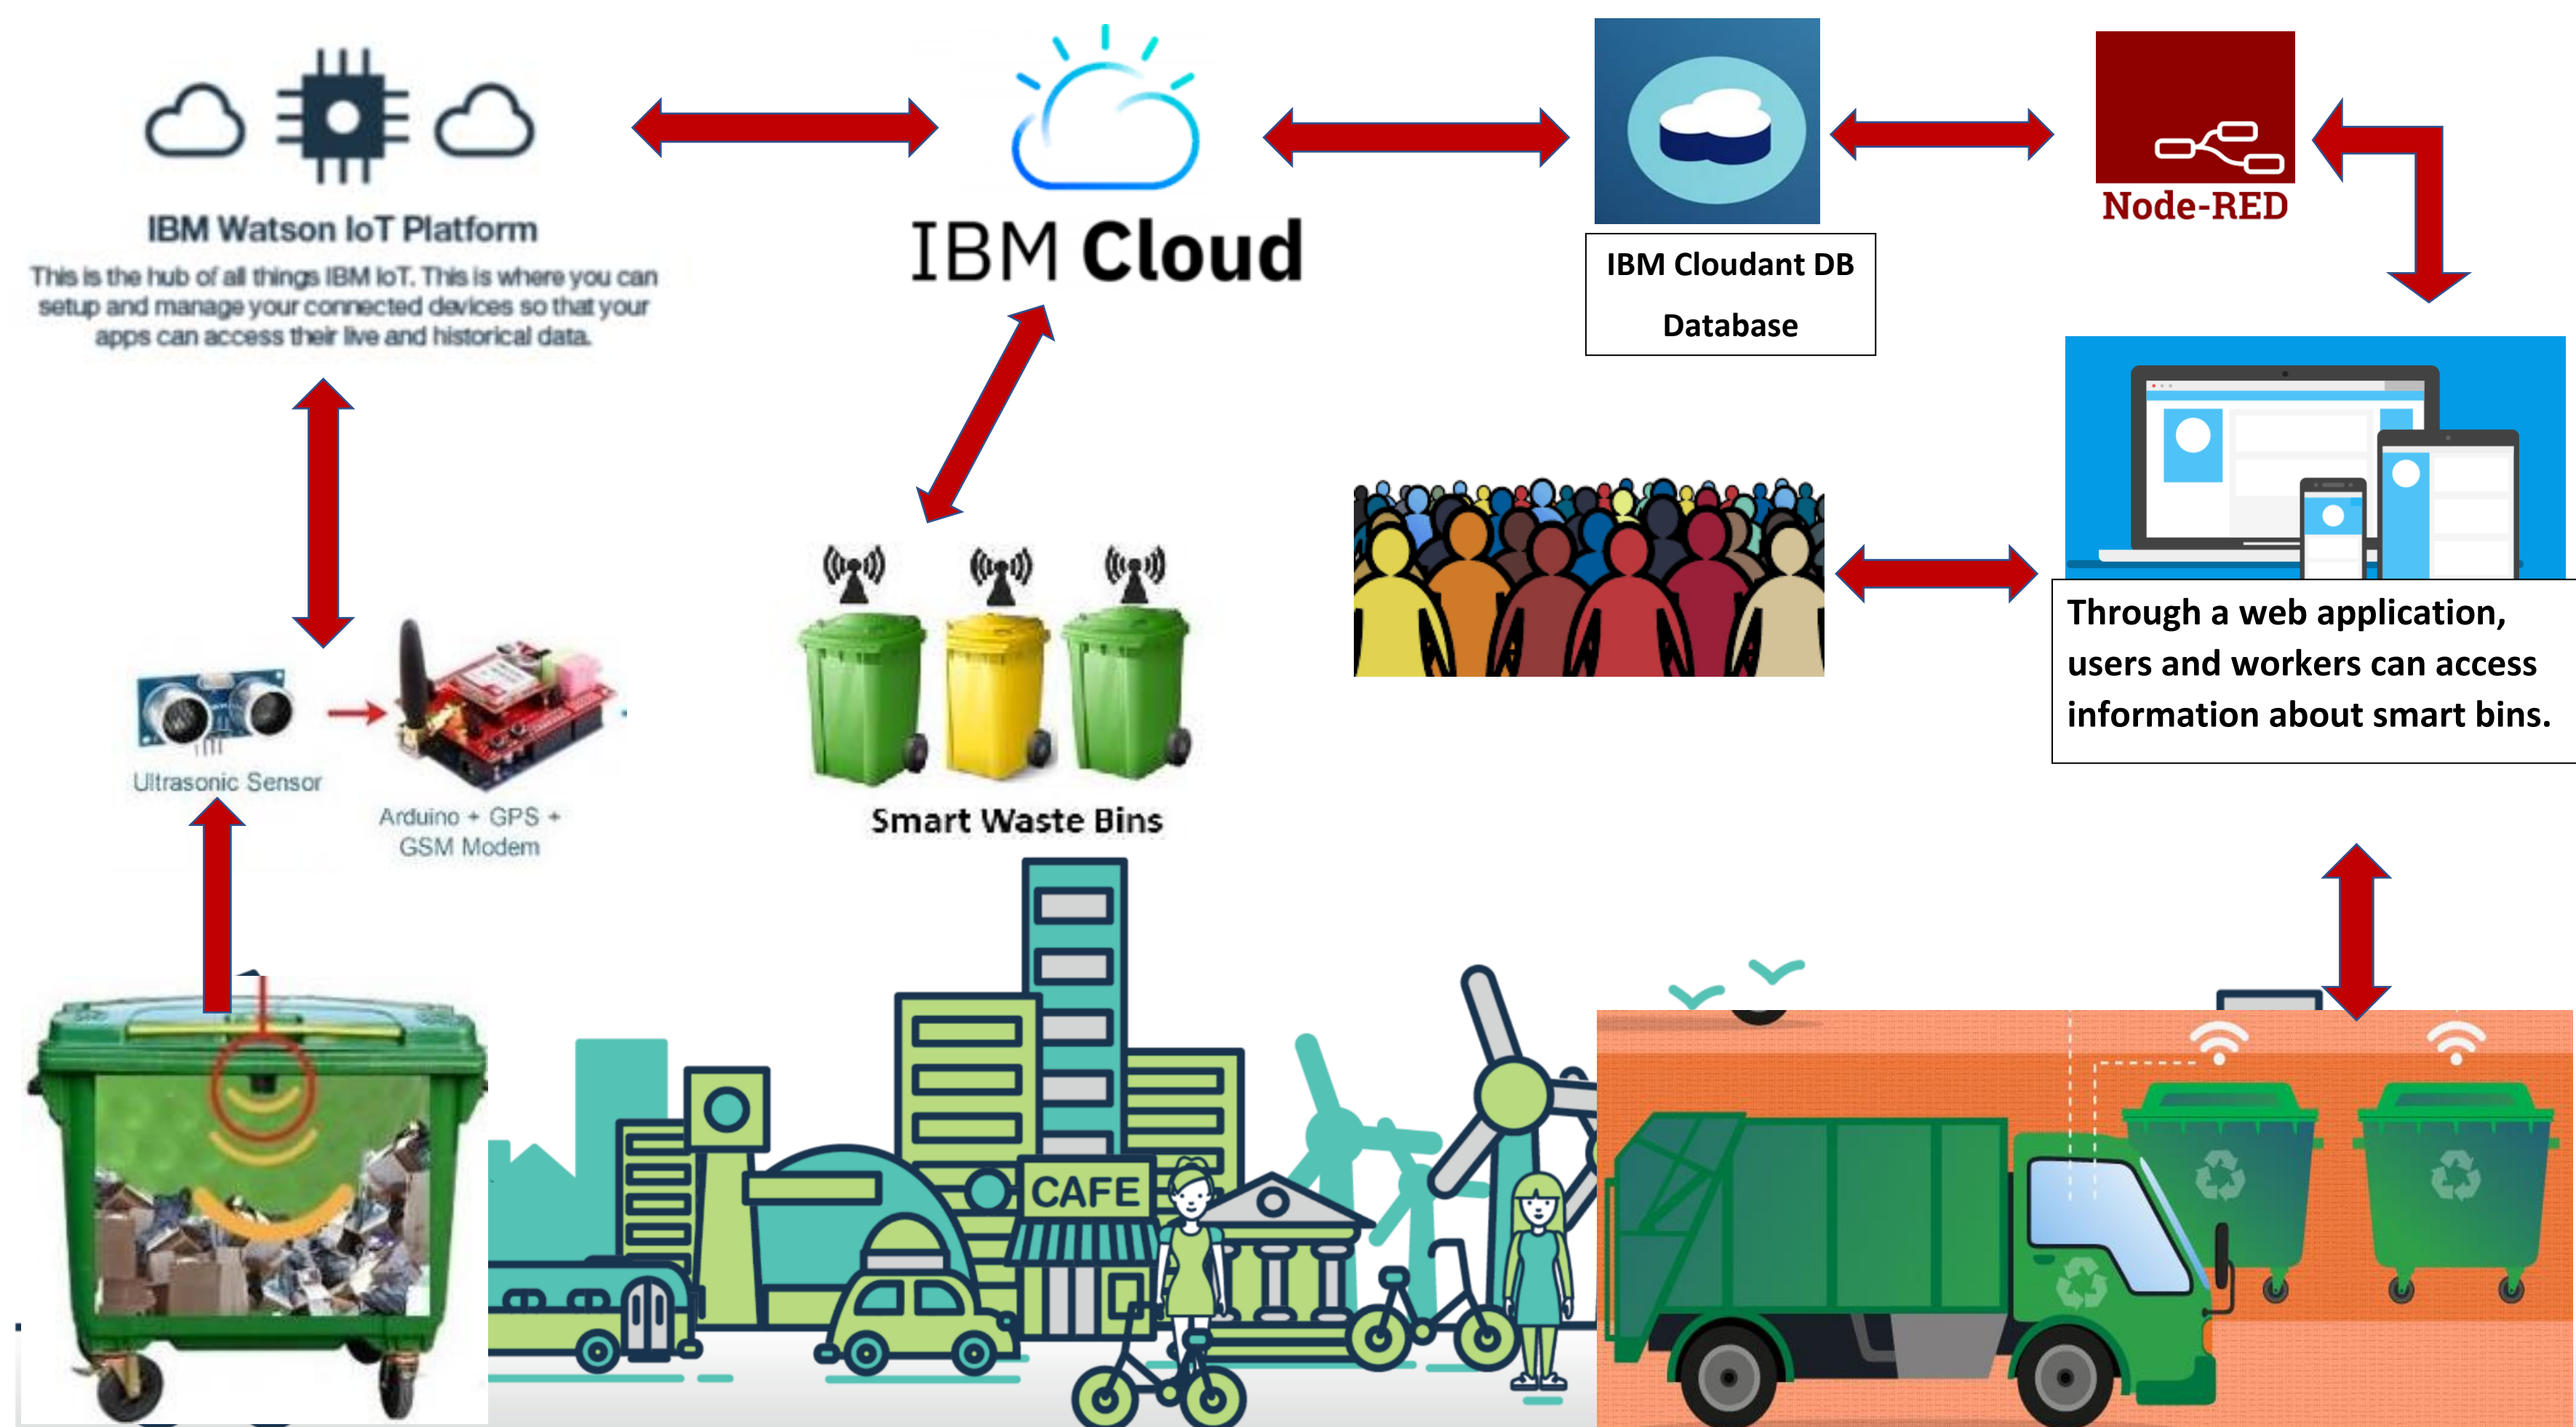 IBM Watson IoT Platform
This is the hub of all things IBM IoT. This is where you can
setup and manage your connected devices so that your
apps can access their live and historical data.
IBM Cloud
IBM Cloudant DB
Database
Node-RED
Through a web application,
users and workers can access
information about smart bins.
Ultrasonic Sensor
Arduino + GPS +
GSM Modem
Smart Waste Bins
CAFE